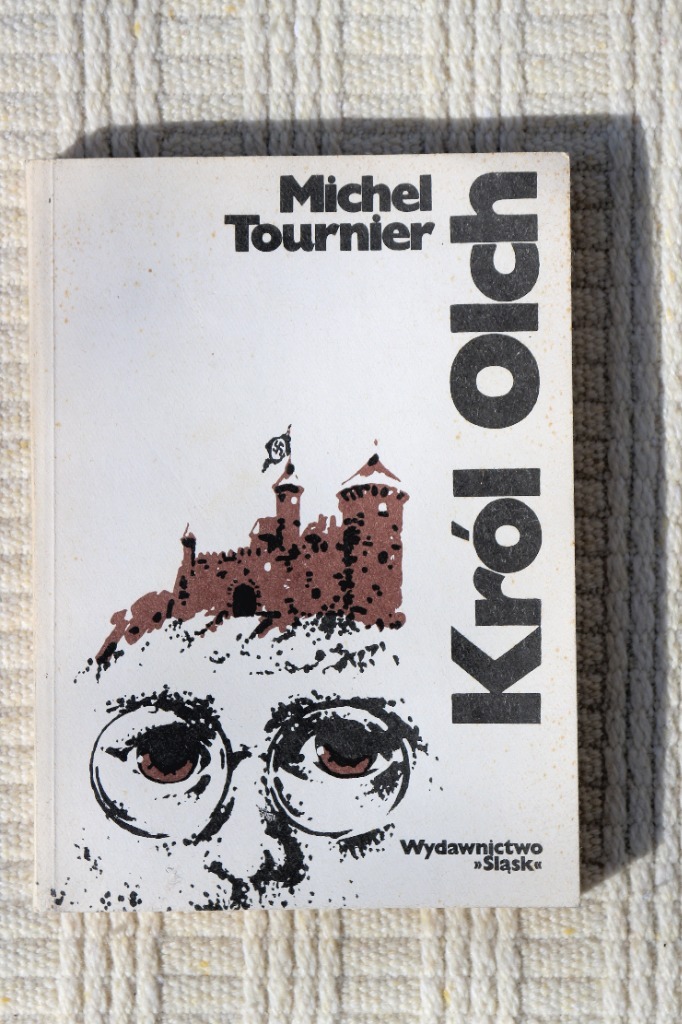 Michel
Tournier
Król Olch
Wydawnictwo
»Śląsk«